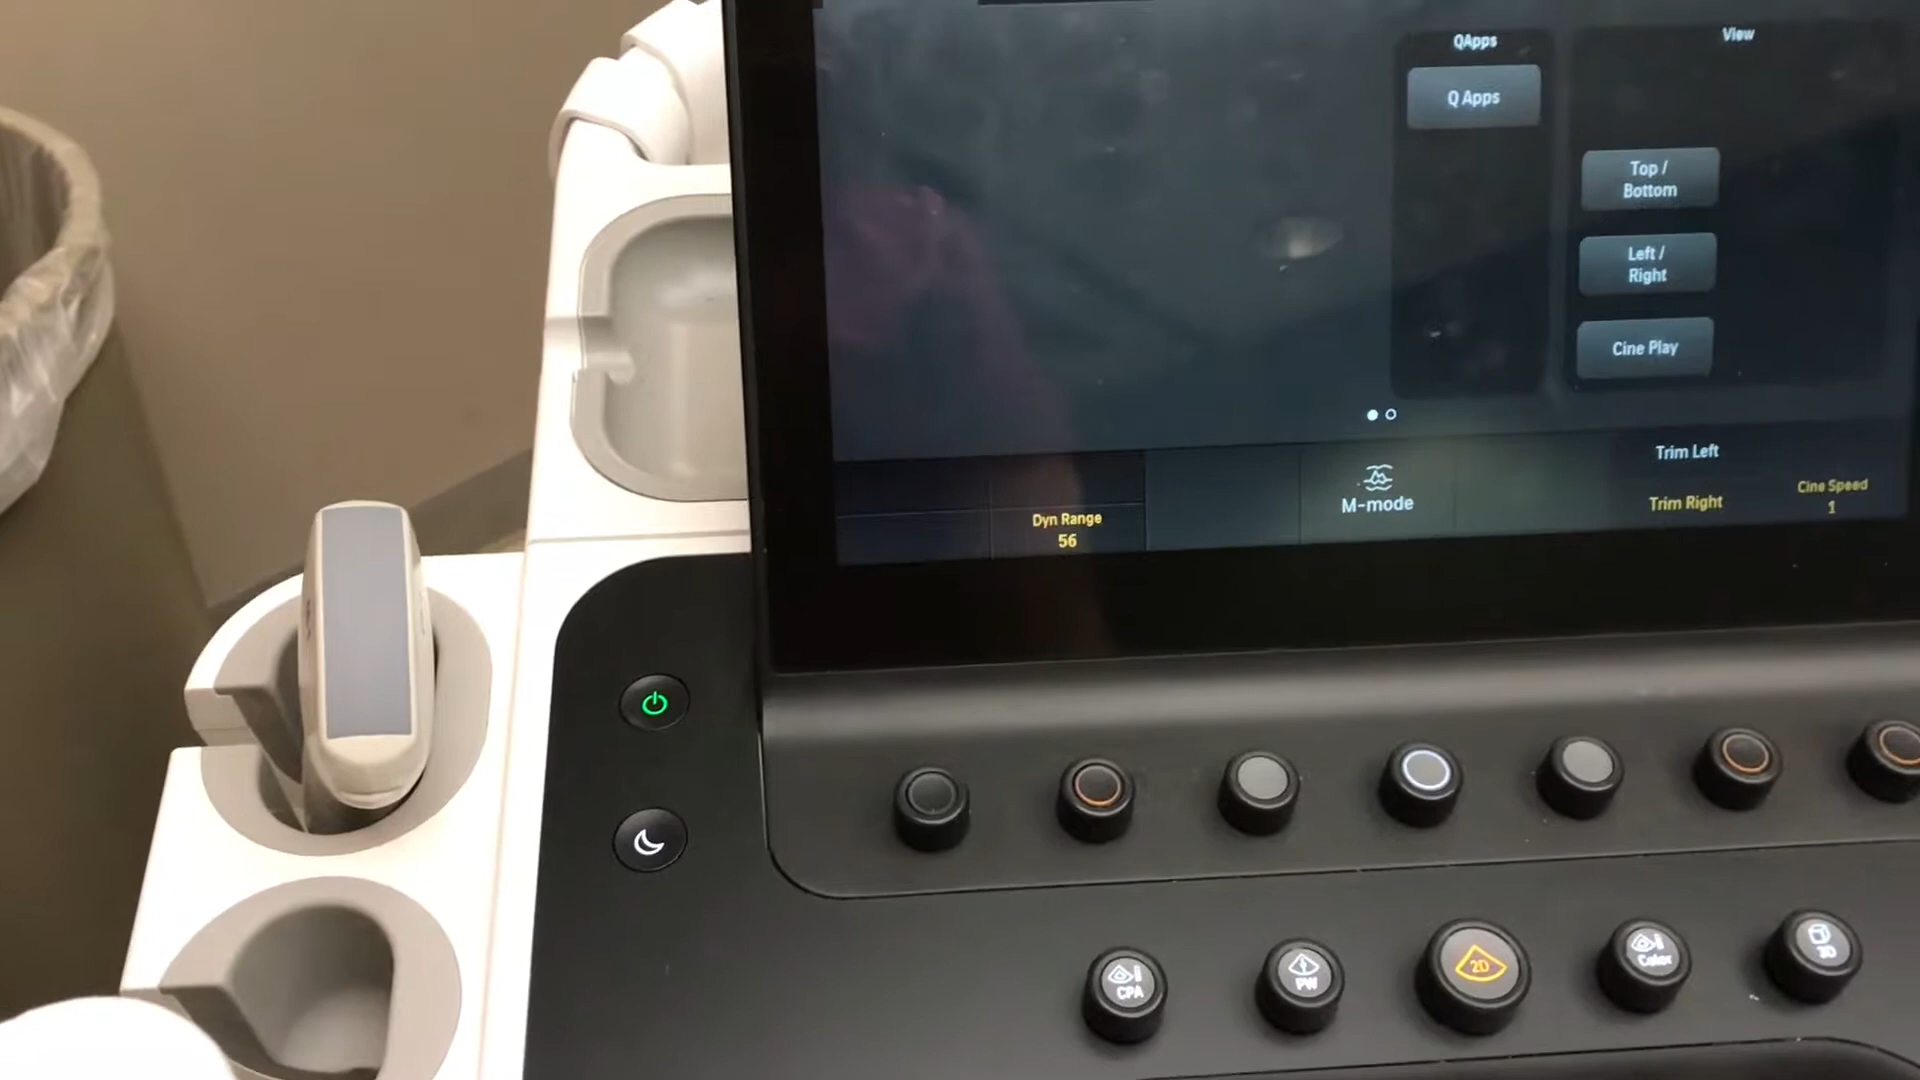 QApps
View
Q Apps
Top /
Bottom
Left /
Right
Cine Play
M-mode
Trim Left
Trim Right
Cine Speed
1
Dyn Range
56
CPA
PW
2D
Color
3D